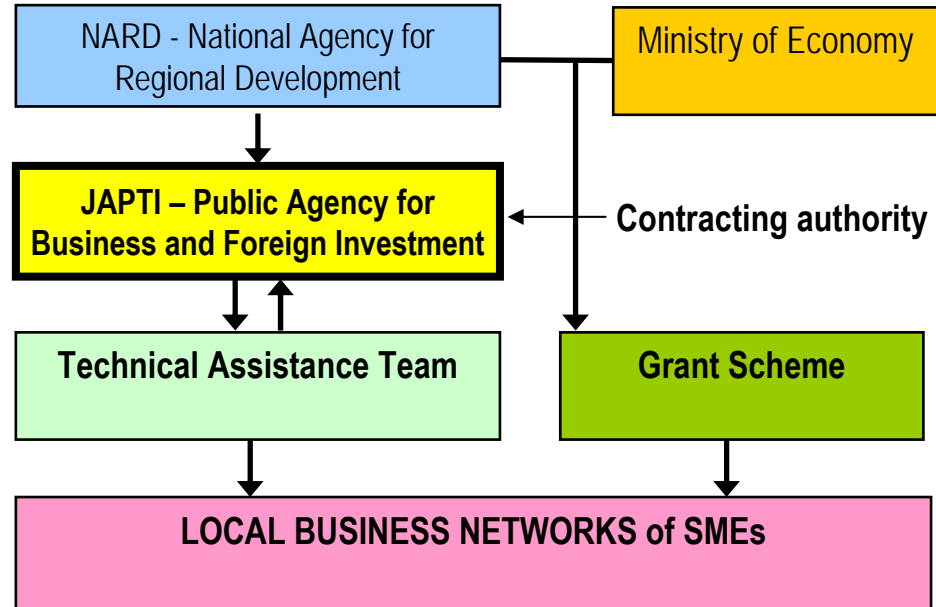 NARD - National Agency for
Regional Development
Ministry of Economy
JAPTI – Public Agency for
Business and Foreign Investment
Contracting authority
Technical Assistance Team
Grant Scheme
LOCAL BUSINESS NETWORKS of SMEs